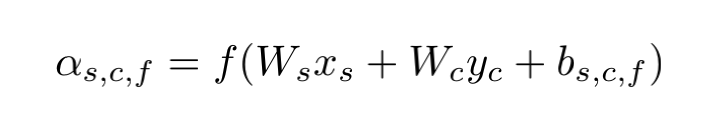 α_{s,c,f} = f(W_s x_s + W_c y_c + b_{s,c,f})